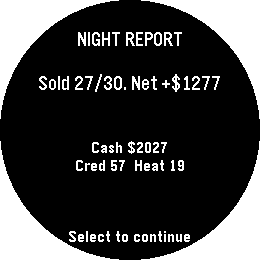 NIGHT REPORT
Sold 27/30. Net +$1277
Cash $2027
Cred 57 Heat 19
Select to continue